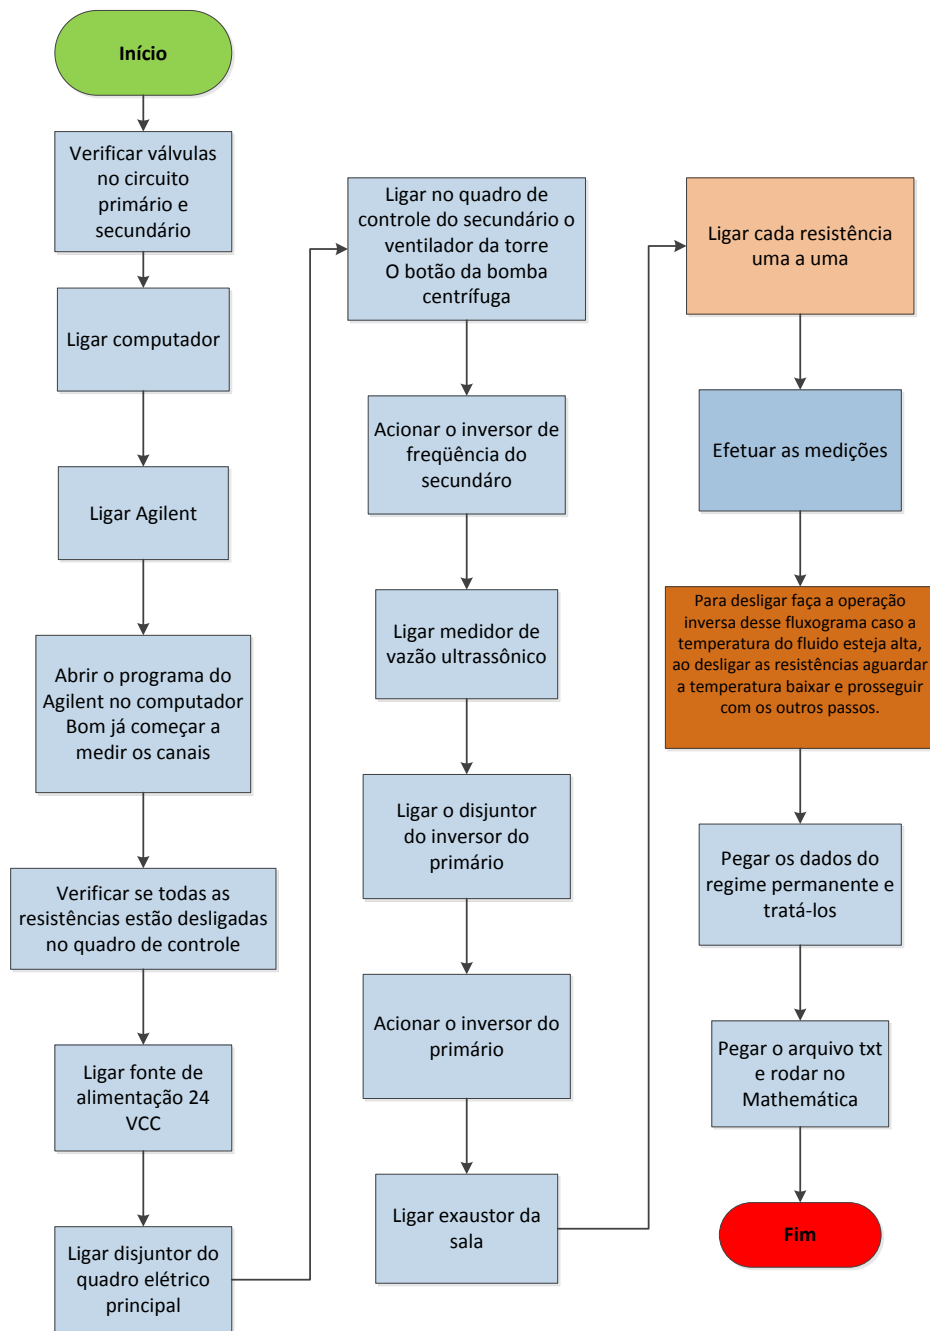 Início
Verificar válvulas
no circuito
primário e
secundário
Ligar computador
Ligar Agilent
Abrir o programa do
Agilent no computador
Bom já começar a
medir os canais
Verificar se todas as
resistências estão desligadas
no quadro de controle
Ligar fonte de
alimentação 24
VCC
Ligar disjuntor do
quadro elétrico
principal
Ligar no quadro de
controle do secundário o
ventilador da torre
O botão da bomba
centrífuga
Acionar o inversor de
freqüência do
secundáro
Ligar medidor de
vazão ultrassônico
Ligar o disjuntor
do inversor do
primário
Acionar o inversor do
primário
Ligar exaustor da
sala
Ligar cada resistência
uma a uma
Efetuar as medições
Para desligar faça a operação
inversa desse fluxograma caso a
temperatura do fluido esteja alta,
ao desligar as resistências aguardar
a temperatura baixar e prosseguir
com os outros passos.
Pegar os dados do
regime permanente e
tratá-los
Pegar o arquivo txt
e rodar no
Mathemática
Fim